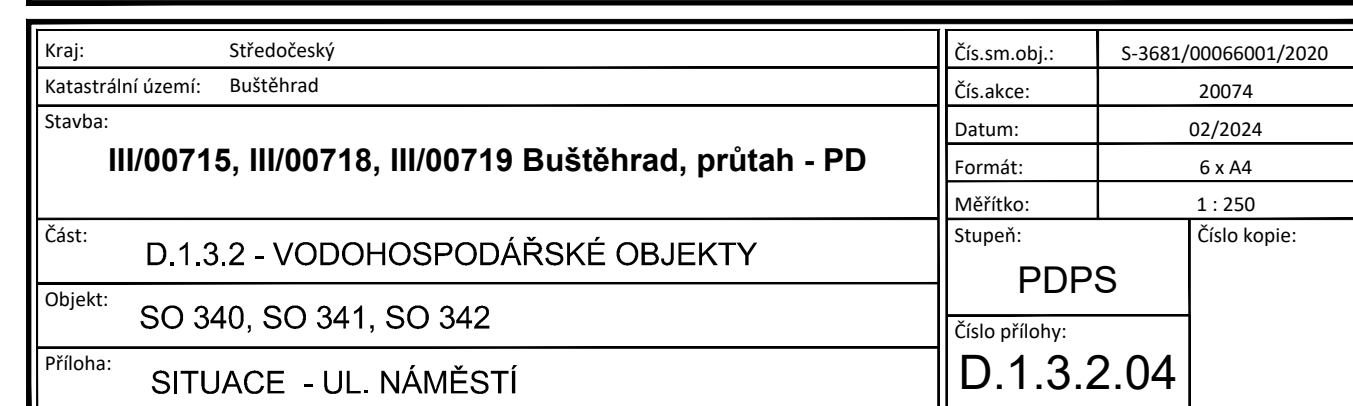 Kraj: Středočeský
Katastrální území: Buštěhrad
Stavba:
III/00715, III/00718, III/00719 Buštěhrad, průtah - PD
Část:
D.1.3.2 - VODOHOSPODÁŘSKÉ OBJEKTY
Objekt:
SO 340, SO 341, SO 342
Příloha:
SITUACE - UL. NÁMĚSTÍ
Čís.sm.obj.: S-3681/00066001/2020
Čís.akce: 20074
Datum: 02/2024
Formát: 6 x A4
Měřítko: 1 : 250
Stupeň:
PDPS
Číslo kopie:
Číslo přílohy:
D.1.3.2.04